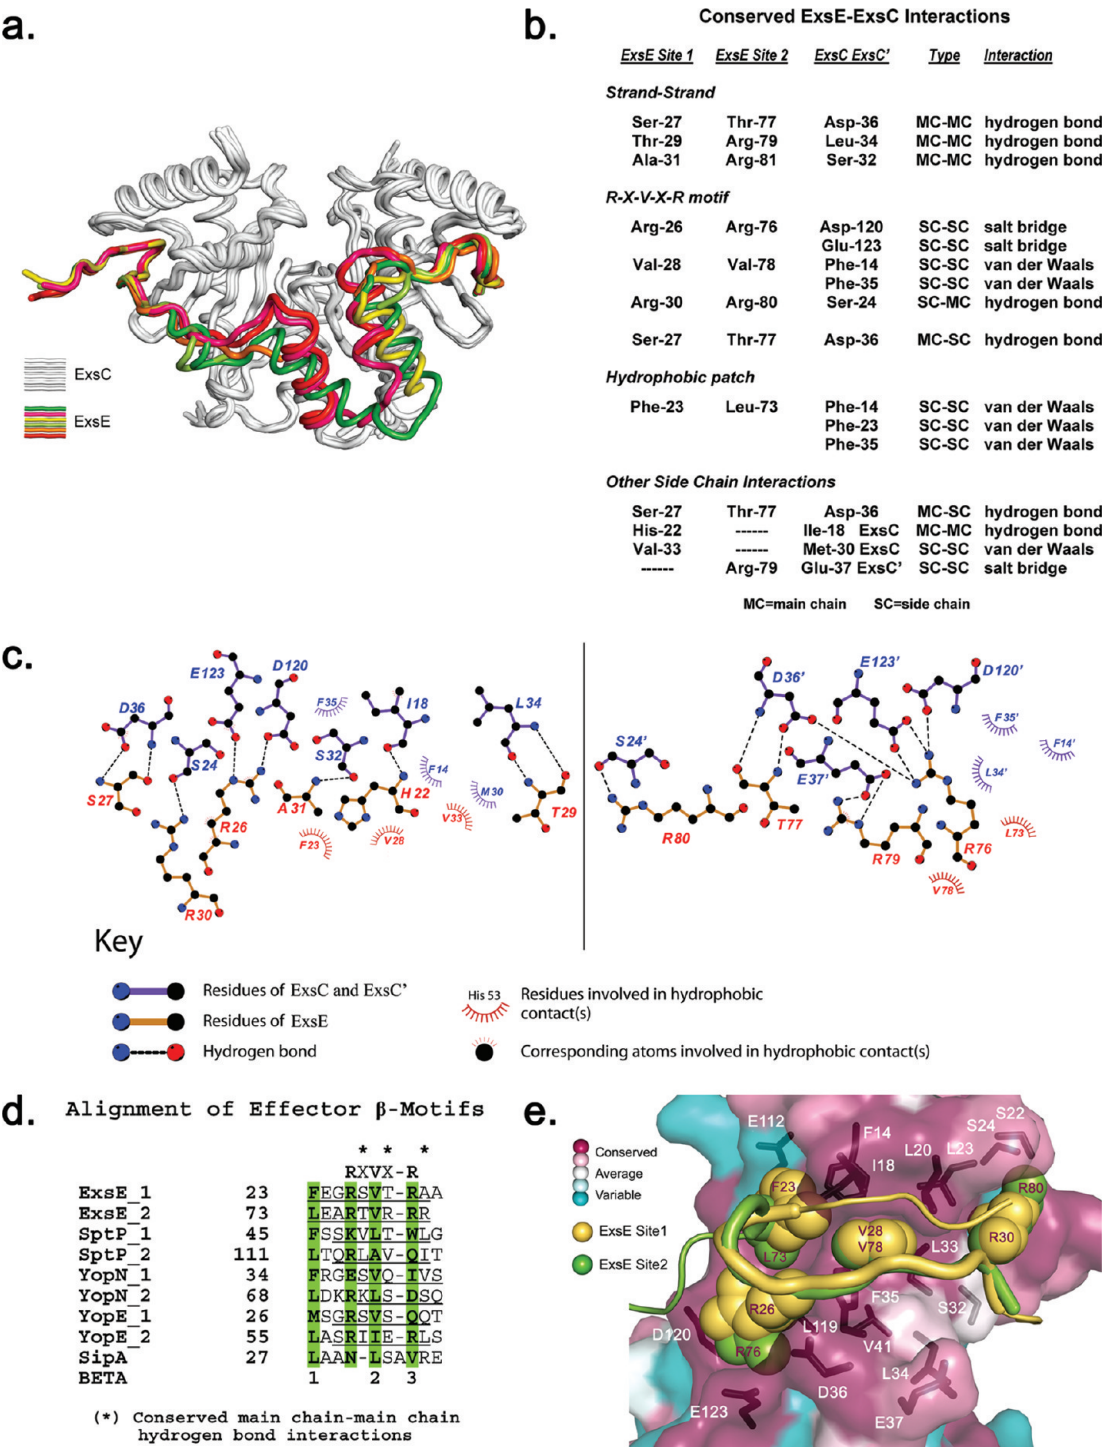 a.
ExsC
ExsE
b.
Conserved ExsE-ExsC Interactions
ExsE Site 1 ExsE Site 2 ExsC ExsC’ Type Interaction
Strand-Strand
Ser-27 Thr-77 Asp-36 MC-MC hydrogen bond
Thr-29 Arg-79 Leu-34 MC-MC hydrogen bond
Ala-31 Arg-81 Ser-32 MC-MC hydrogen bond
R-X-V-X-R motif
Arg-26 Arg-76 Asp-120 SC-SC salt bridge
Glu-123 SC-SC salt bridge
Val-28 Val-78 Phe-14 SC-SC van der Waals
Phe-35 SC-SC van der Waals
Arg-30 Arg-80 Ser-24 SC-MC hydrogen bond
Ser-27 Thr-77 Asp-36 MC-SC hydrogen bond
Hydrophobic patch
Phe-23 Leu-73 Phe-14 SC-SC van der Waals
Phe-23 SC-SC van der Waals
Phe-35 SC-SC van der Waals
Other Side Chain Interactions
Ser-27 Thr-77 Asp-36 MC-SC hydrogen bond
His-22 ------ Ile-18 ExsC MC-MC hydrogen bond
Val-33 ------ Met-30 ExsC SC-SC van der Waals
------ Arg-79 Glu-37 ExsC’ SC-SC salt bridge
MC=main chain SC=side chain
c.
E123 D120
D36 F35 I18 L34
S24 S32 F14
S27 M30
R26 A31 H22 V33 T29
F23 V28
R30
E123’ D120’
D36’
F35’
S24’ F14’
E37’ L34’
R80 T77 L73
R79 R76
V78
Key
Residues of ExsC and ExsC’
Residues of ExsE
Hydrogen bond
His 53 Residues involved in hydrophobic
contact(s)
Corresponding atoms involved in hydrophobic contact(s)
d.
Alignment of Effector β-Motifs
* * *
RXVX-R
ExsE_1 23 FEGRSVT-RAA
ExsE_2 73 LEARTVR-RR
SptP_1 45 FSSKVLT-WLG
SptP_2 111 LTQRLAV-QIT
YopN_1 34 FRGESVQ-IVS
YopN_2 68 LDKRKLS-DSQ
YopE_1 26 MSGRSVS-QQT
YopE_2 55 LASRIIE-RLS
SipA 27 LAAN-LSAVRE
BETA 1 2 3
(*) Conserved main chain-main chain
hydrogen bond interactions
e.
Conserved
Average
Variable
ExsE Site1
ExsE Site2
E112 F14 S22
S24
L20 L23
I18
F23 R80
V28
V78 R30
L73 L33
R26 F35 S32
L119
D120 R76 V41
L34
D36
E123 E37